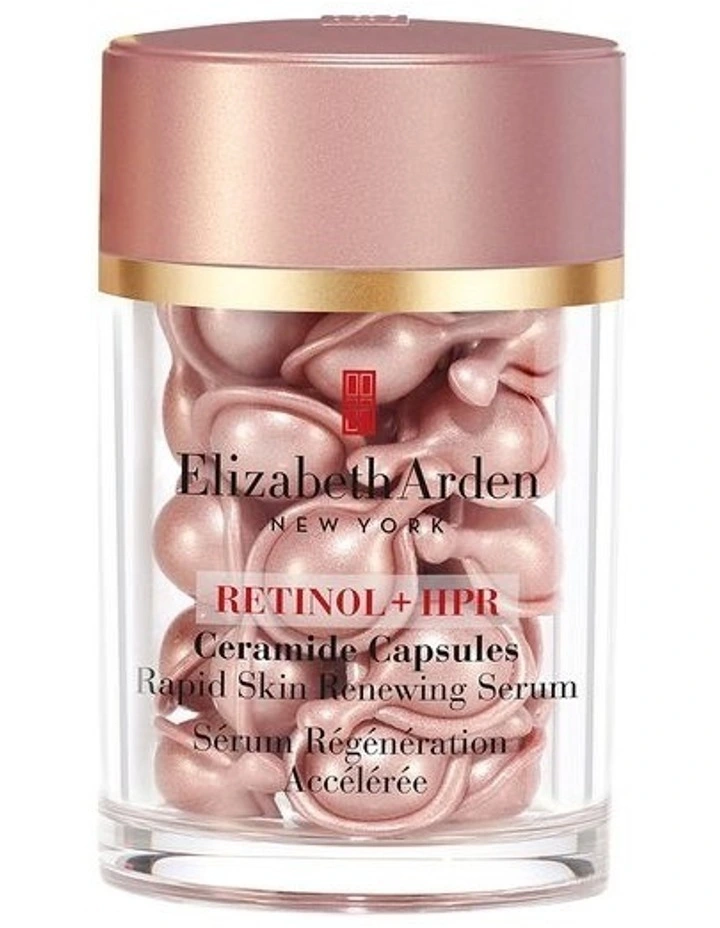 Elizabeth Arden
NEW YORK
RETINOL + HPR
Ceramide Capsules
Rapid Skin Renewing Serum
Sérum Régénération
Accélérée